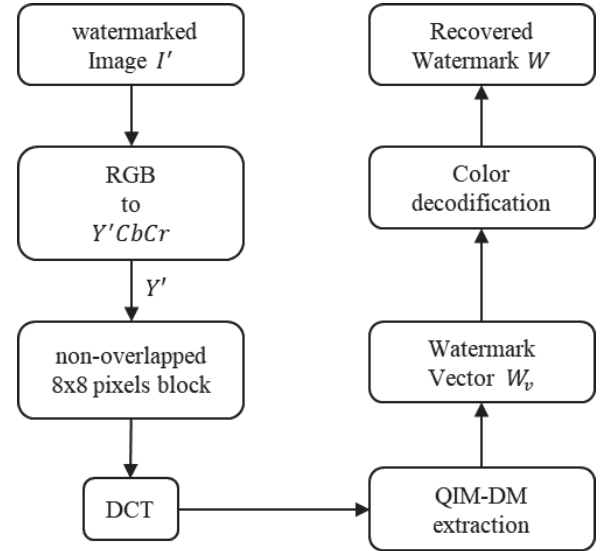 watermarked
Image I′
RGB
to
Y′CbCr
Y′
non-overlapped
8x8 pixels block
DCT
QIM-DM
extraction
Watermark
Vector Wᵥ
Color
decodification
Recovered
Watermark W